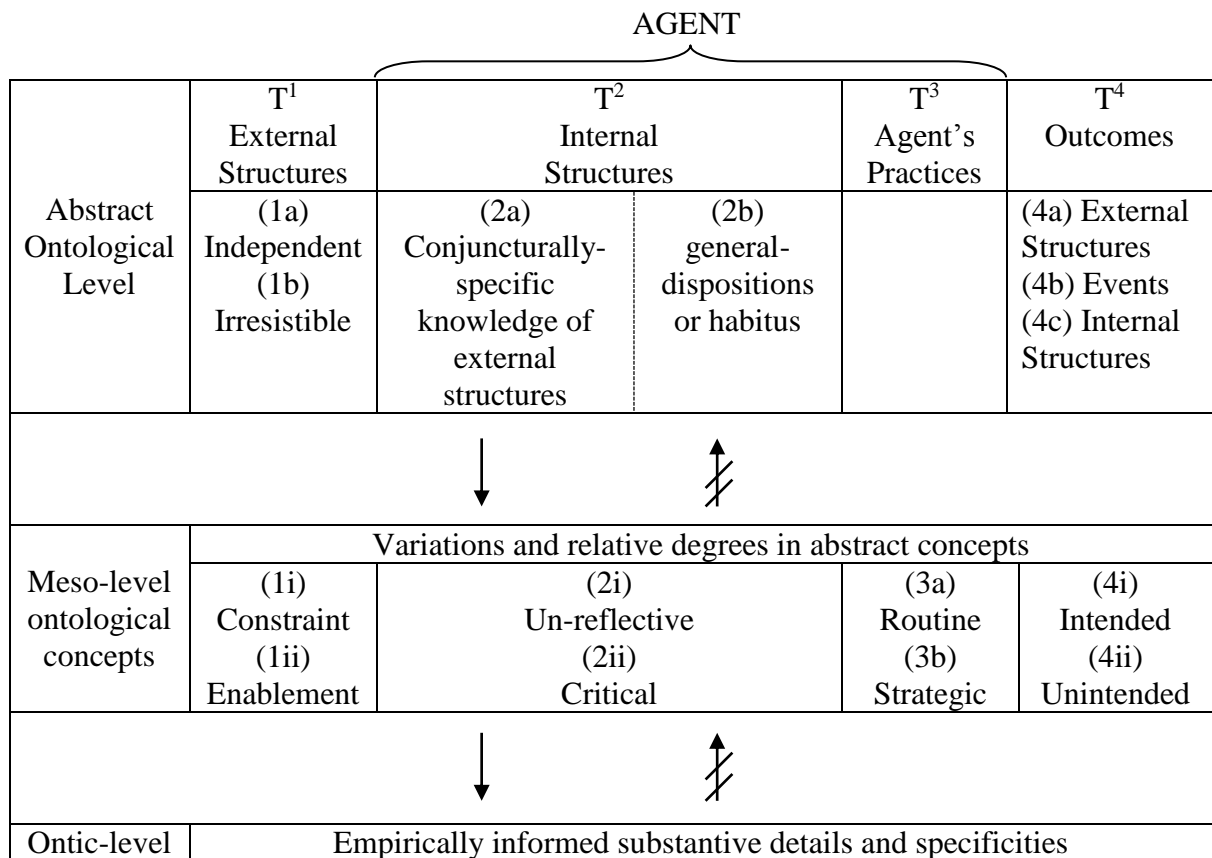 AGENT
T1
External
Structures
T2
Internal
Structures
T3
Agent's
Practices
T4
Outcomes
Abstract
Ontological
Level
(1a)
Independent
(1b)
Irresistible
(2a)
Conjuncturally-
specific
knowledge of
external
structures
(2b)
general-
dispositions
or habitus
(4a) External
Structures
(4b) Events
(4c) Internal
Structures
Meso-level
ontological
concepts
Variations and relative degrees in abstract concepts
(1i)
Constraint
(1ii)
Enablement
(2i)
Un-reflective
(2ii)
Critical
(3a)
Routine
(3b)
Strategic
(4i)
Intended
(4ii)
Unintended
Ontic-level
Empirically informed substantive details and specificities